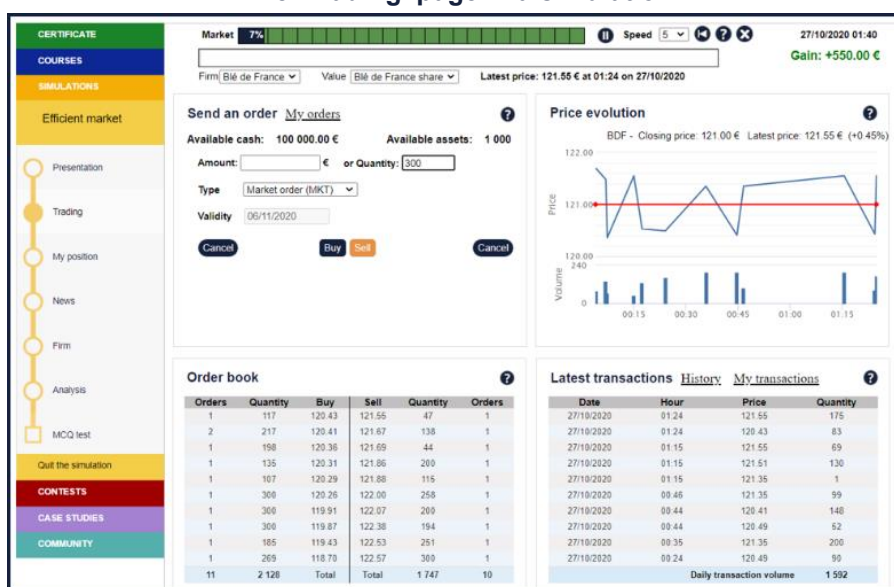 CERTIFICATE
COURSES
SIMULATIONS
Efficient market
Presentation
Trading
My position
News
Firm
Analysis
MCQ test
Quit the simulation
CONTESTS
CASE STUDIES
COMMUNITY
Market 7% Speed 5 27/10/2020 01:40
Gain: +550.00 €
Firm Blé de France Value Blé de France share Latest price: 121.55 € at 01:24 on 27/10/2020
Send an order My orders
Available cash: 100 000.00 € Available assets: 1 000
Amount: € or Quantity: 300
Type Market order (MKT)
Validity 06/11/2020
Cancel Buy Sell Cancel
Price evolution
BDF - Closing price: 121.00 € Latest price: 121.55 € (+0.45%)
122.00
Price
121.00
120.00
240
Volume
0
00:15 00:30 00:45 01:00 01:15
Order book
Orders Quantity Buy Sell Quantity Orders
1 117 120.43 121.55 47 1
2 217 120.41 121.67 138 1
1 198 120.36 121.69 44 1
1 135 120.31 121.86 200 1
1 107 120.29 121.88 115 1
1 300 120.26 122.00 258 1
1 300 119.91 122.07 200 1
1 300 119.87 122.38 194 1
1 185 119.43 122.53 251 1
1 269 118.70 122.57 300 1
11 2 128 Total Total 1 747 10
Latest transactions History My transactions
Date Hour Price Quantity
27/10/2020 01:24 121.55 175
27/10/2020 01:24 120.43 83
27/10/2020 01:15 121.55 69
27/10/2020 01:15 121.51 130
27/10/2020 01:15 121.35 1
27/10/2020 00:46 121.35 99
27/10/2020 00:44 120.41 148
27/10/2020 00:44 120.49 52
27/10/2020 00:35 121.35 200
27/10/2020 00:24 120.49 90
Daily transaction volume 1 592